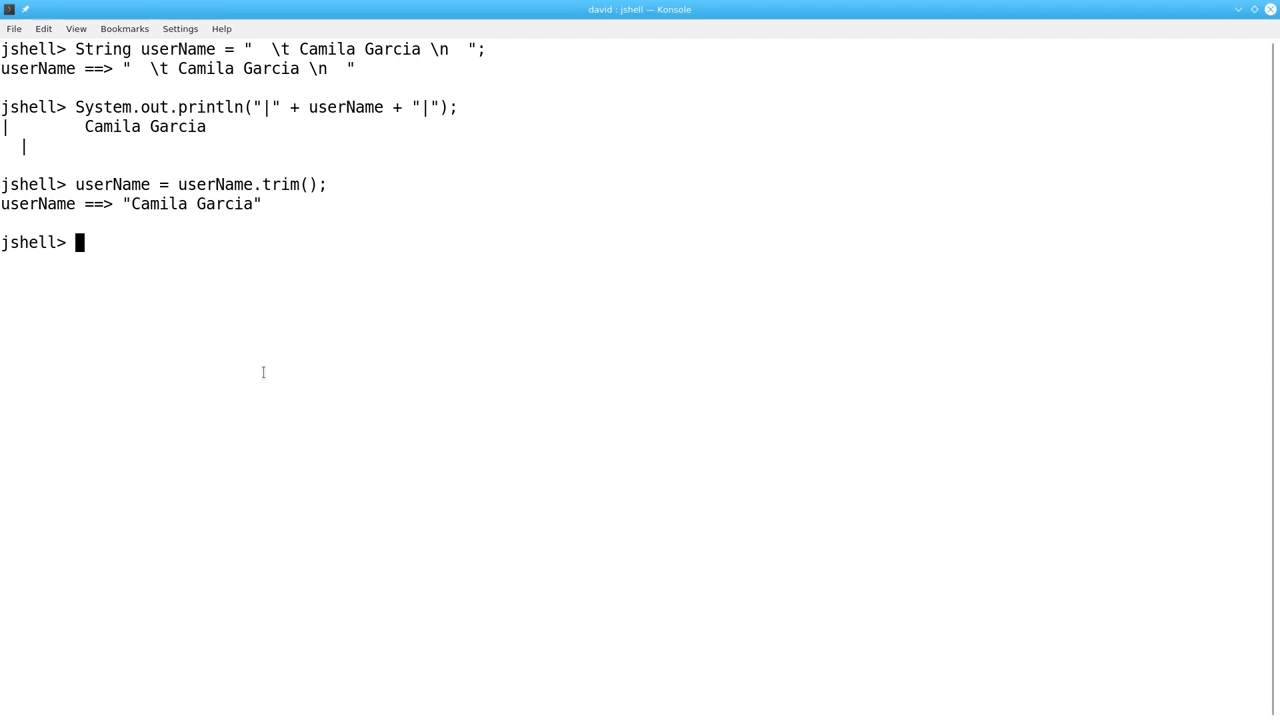 david : jshell — Konsole
File Edit View Bookmarks Settings Help
jshell> String userName = "  \t Camila Garcia \n  ";
userName ==> "  \t Camila Garcia \n  "
jshell> System.out.println("|" + userName + "|");
|        Camila Garcia
  |
jshell> userName = userName.trim();
userName ==> "Camila Garcia"
jshell>